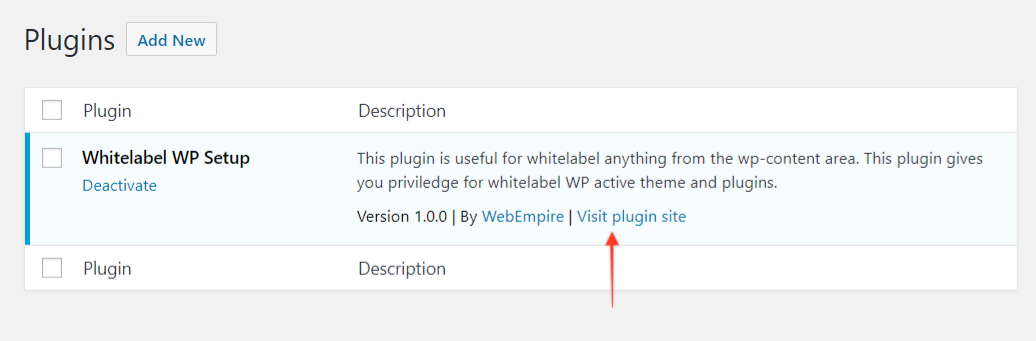 Plugins Add New
Plugin Description
Whitelabel WP Setup
Deactivate
This plugin is useful for whitelabel anything from the wp-content area. This plugin gives
you priviledge for whitelabel WP active theme and plugins.
Version 1.0.0 | By WebEmpire | Visit plugin site
Plugin Description